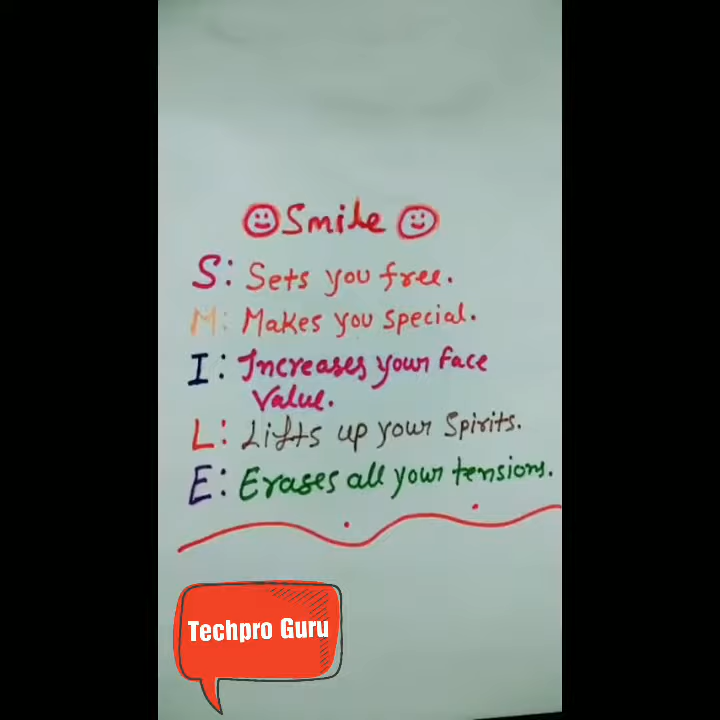 Smile
S: Sets you free.
M: Makes you special.
I: Increases your face
Value.
L: Lifts up your Spirits.
E: Erases all your tensions.
Techpro Guru